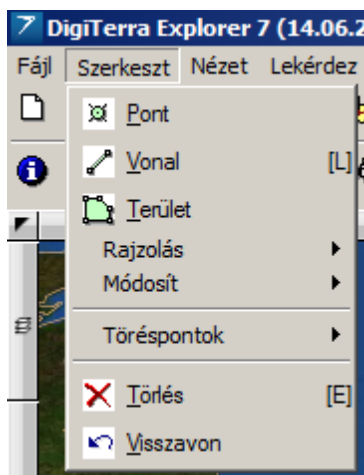 DigiTerra Explorer 7 (14.06.2
Fájl Szerkeszt Nézet Lekérdez
Pont
Vonal [L]
Terület
Rajzolás
Módosít
Töréspontok
Törlés [E]
Visszavon